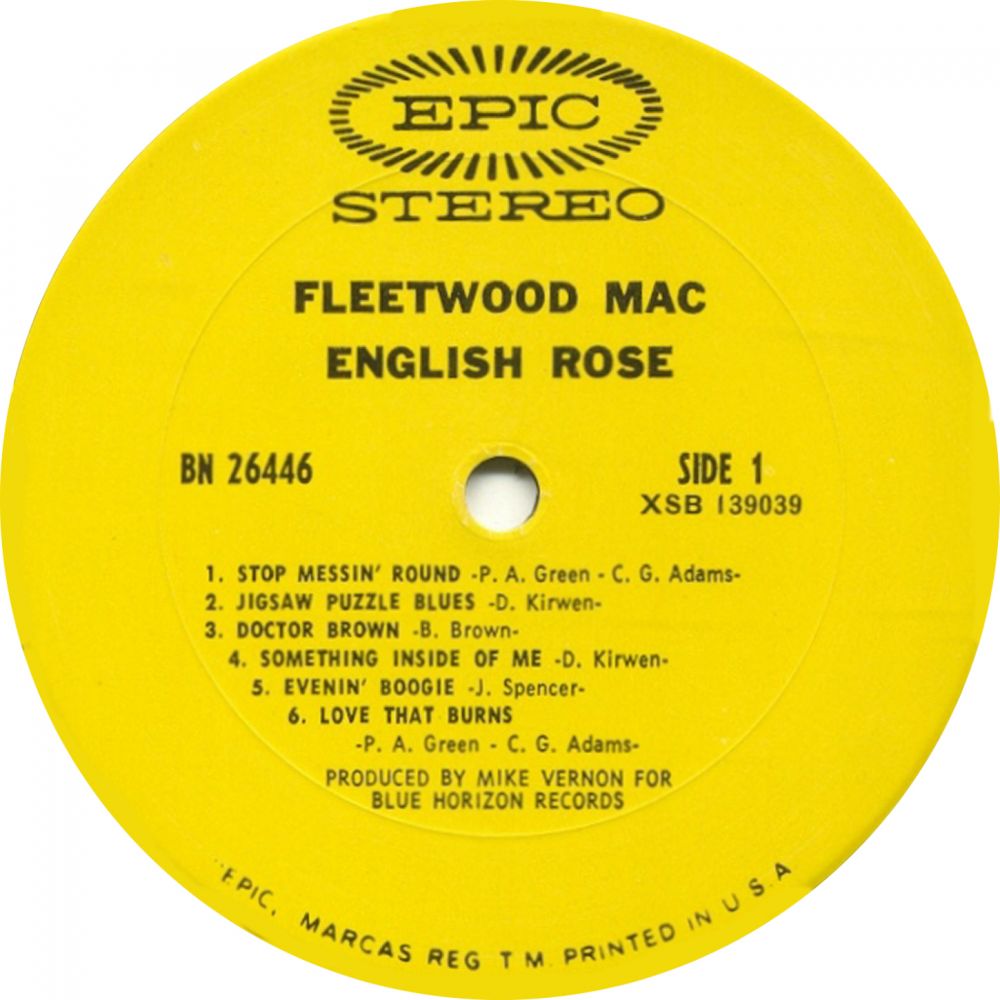 EPIC
STEREO
FLEETWOOD MAC
ENGLISH ROSE
BN 26446
SIDE 1
XSB 139039
1. STOP MESSIN' ROUND -P. A. Green - C. G. Adams-
2. JIGSAW PUZZLE BLUES -D. Kirwen-
3. DOCTOR BROWN -B. Brown-
4. SOMETHING INSIDE OF ME -D. Kirwen-
5. EVENIN' BOOGIE -J. Spencer-
6. LOVE THAT BURNS
-P. A. Green - C. G. Adams-
PRODUCED BY MIKE VERNON FOR
BLUE HORIZON RECORDS
"EPIC, MARCAS REG T M. PRINTED IN U S.A